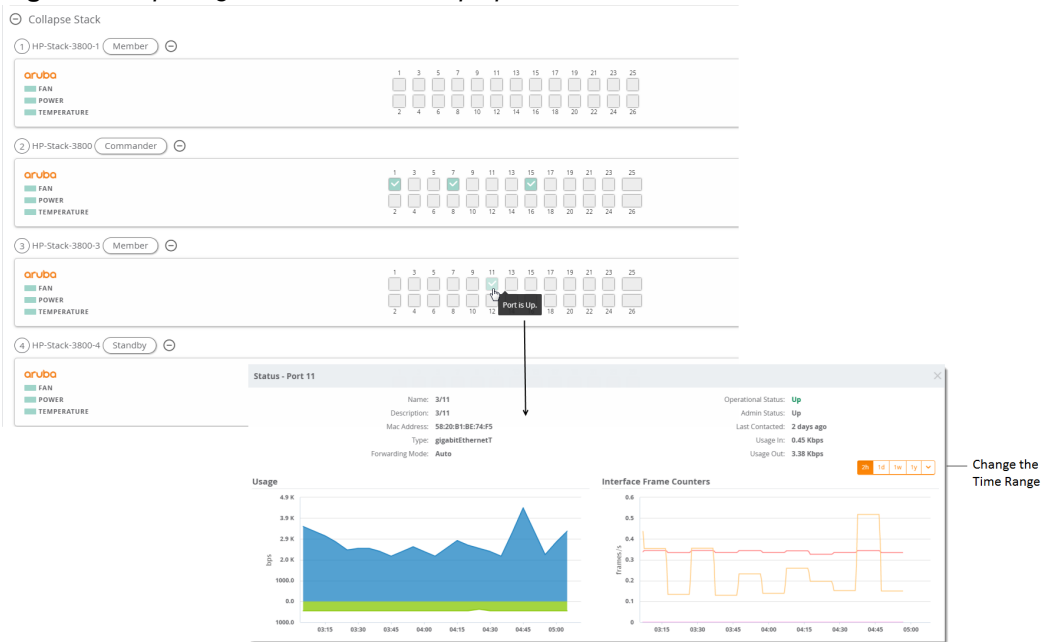 Collapse Stack
1 HP-Stack-3800-1 Member
aruba
1 3 5 7 9 11 13 15 17 19 21 23 25
FAN
POWER
2 4 6 8 10 12 14 16 18 20 22 24 26
TEMPERATURE
2 HP-Stack-3800 Commander
aruba
1 3 5 7 9 11 13 15 17 19 21 23 25
FAN
POWER
2 4 6 8 10 12 14 16 18 20 22 24 26
TEMPERATURE
3 HP-Stack-3800-3 Member
aruba
1 3 5 7 9 11 13 15 17 19 21 23 25
FAN
POWER
Port is Up.
2 4 6 8 10 12 18 20 22 24 26
TEMPERATURE
4 HP-Stack-3800-4 Standby
aruba
FAN
POWER
TEMPERATURE
Status - Port 11
Name: 3/11
Description: 3/11
Mac Address: 58:20:B1:BE:74:F5
Type: gigabitEthernetT
Forwarding Mode: Auto
Operational Status: Up
Admin Status: Up
Last Contacted: 2 days ago
Usage In: 0.45 Kbps
Usage Out: 3.38 Kbps
2h 1d 1w 1y
Change the
Time Range
Usage
4.9 K
3.9 K
2.9 K
2.0 K
1000.0
0.0
1000.0
bps
03:15 03:30 03:45 04:00 04:15 04:30 04:45 05:00
Interface Frame Counters
0.6
0.5
0.4
0.3
0.2
0.1
0
frames/s
03:15 03:30 03:45 04:00 04:15 04:30 04:45 05:00